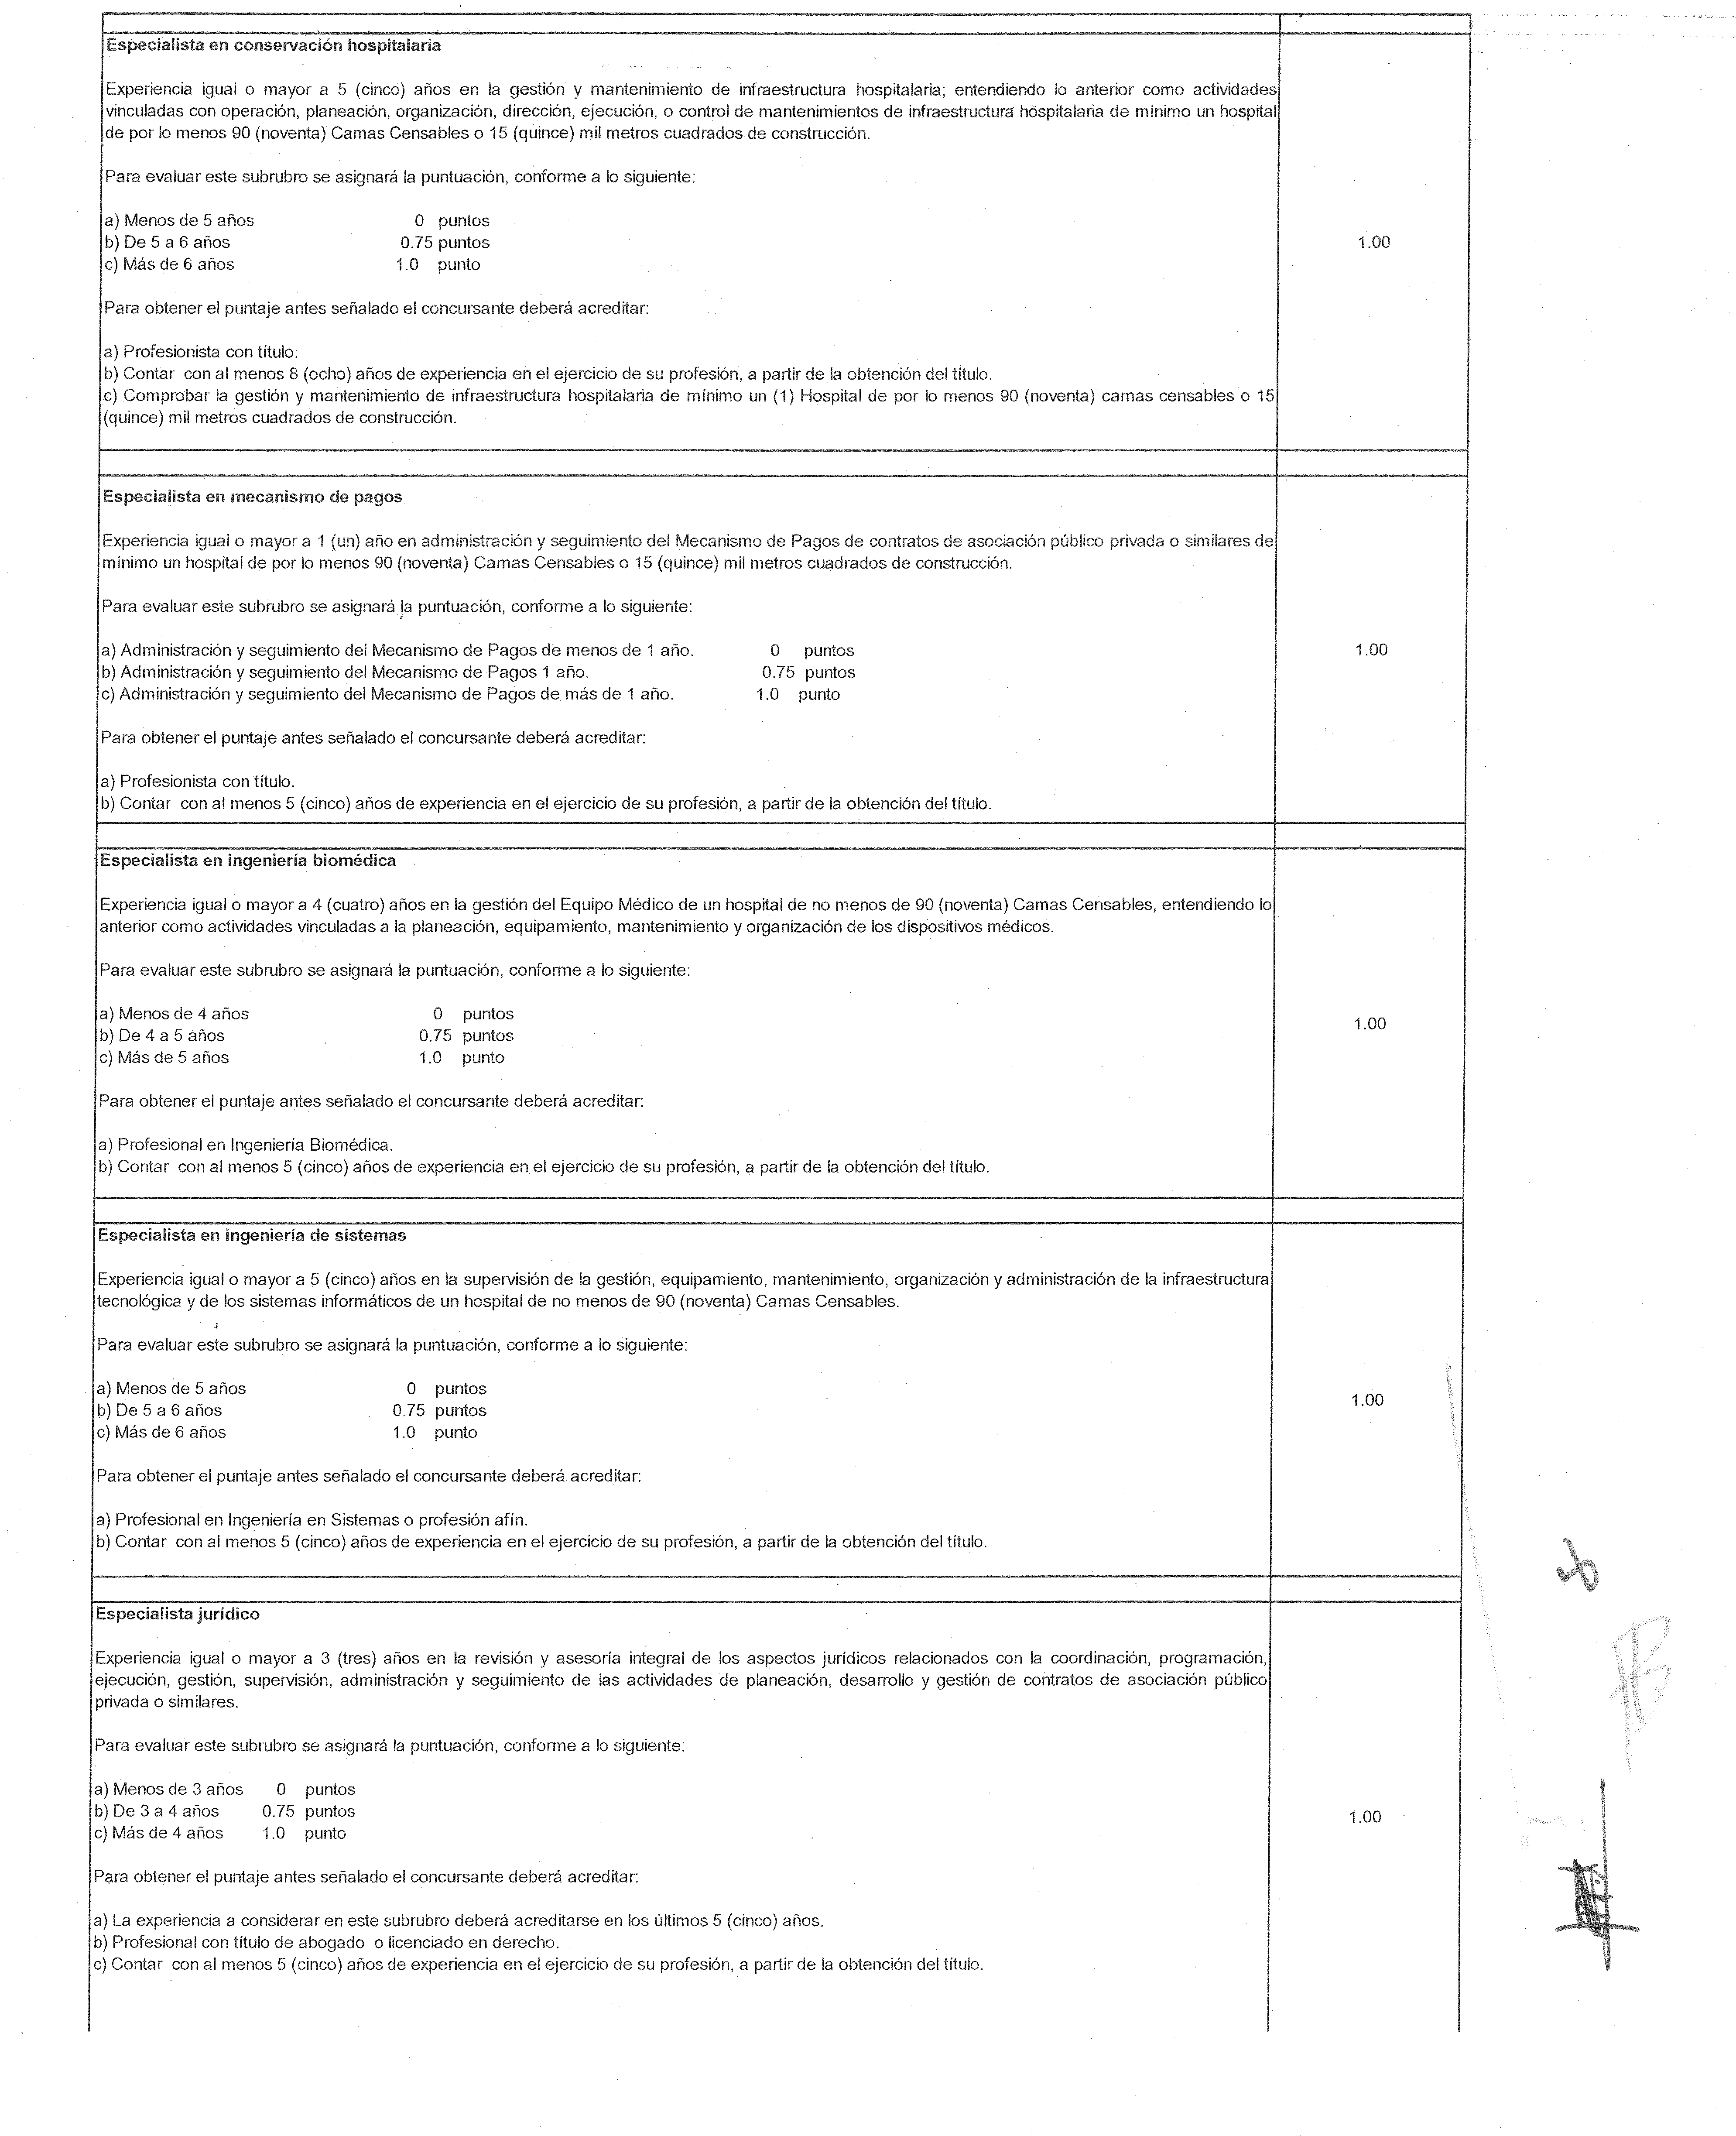 Especialista en conservación hospitalaria
Experiencia igual o mayor a 5 (cinco) años en la gestión y mantenimiento de infraestructura hospitalaria; entendiendo lo anterior como actividades
vinculadas con operación, planeación, organización, dirección, ejecución, o control de mantenimientos de infraestructura hospitalaria de mínimo un hospital
de por lo menos 90 (noventa) Camas Censables o 15 (quince) mil metros cuadrados de construcción.
Para evaluar este subrubro se asignará la puntuación, conforme a lo siguiente:
a) Menos de 5 años 0 puntos
b) De 5 a 6 años 0.75 puntos
1.00
c) Más de 6 años 1.0 punto
Para obtener el puntaje antes señalado el concursante deberá acreditar:
a) Profesionista con título.
b) Contar con al menos 8 (ocho) años de experiencia en el ejercicio de su profesión, a partir de la obtención del título.
c) Comprobar la gestión y mantenimiento de infraestructura hospitalaria de mínimo un (1) Hospital de por lo menos 90 (noventa) camas censables o 15
(quince) mil metros cuadrados de construcción.
Especialista en mecanismo de pagos
Experiencia igual o mayor a 1 (un) año en administración y seguimiento del Mecanismo de Pagos de contratos de asociación público privada o similares de
mínimo un hospital de por lo menos 90 (noventa) Camas Censables o 15 (quince) mil metros cuadrados de construcción.
Para evaluar este subrubro se asignará la puntuación, conforme a lo siguiente:
a) Administración y seguimiento del Mecanismo de Pagos de menos de 1 año. 0 puntos
1.00
b) Administración y seguimiento del Mecanismo de Pagos 1 año. 0.75 puntos
c) Administración y seguimiento del Mecanismo de Pagos de más de 1 año. 1.0 punto
Para obtener el puntaje antes señalado el concursante deberá acreditar:
a) Profesionista con título.
b) Contar con al menos 5 (cinco) años de experiencia en el ejercicio de su profesión, a partir de la obtención del título.
Especialista en ingeniería biomédica
Experiencia igual o mayor a 4 (cuatro) años en la gestión del Equipo Médico de un hospital de no menos de 90 (noventa) Camas Censables, entendiendo lo
anterior como actividades vinculadas a la planeación, equipamiento, mantenimiento y organización de los dispositivos médicos.
Para evaluar este subrubro se asignará la puntuación, conforme a lo siguiente:
a) Menos de 4 años 0 puntos
1.00
b) De 4 a 5 años 0.75 puntos
c) Más de 5 años 1.0 punto
Para obtener el puntaje antes señalado el concursante deberá acreditar:
a) Profesional en Ingeniería Biomédica.
b) Contar con al menos 5 (cinco) años de experiencia en el ejercicio de su profesión, a partir de la obtención del título.
Especialista en ingeniería de sistemas
Experiencia igual o mayor a 5 (cinco) años en la supervisión de la gestión, equipamiento, mantenimiento, organización y administración de la infraestructura
tecnológica y de los sistemas informáticos de un hospital de no menos de 90 (noventa) Camas Censables.
Para evaluar este subrubro se asignará la puntuación, conforme a lo siguiente:
a) Menos de 5 años 0 puntos
1.00
b) De 5 a 6 años 0.75 puntos
c) Más de 6 años 1.0 punto
Para obtener el puntaje antes señalado el concursante deberá acreditar:
a) Profesional en Ingeniería en Sistemas o profesión afín.
b) Contar con al menos 5 (cinco) años de experiencia en el ejercicio de su profesión, a partir de la obtención del título.
Especialista jurídico
Experiencia igual o mayor a 3 (tres) años en la revisión y asesoría integral de los aspectos jurídicos relacionados con la coordinación, programación,
ejecución, gestión, supervisión, administración y seguimiento de las actividades de planeación, desarrollo y gestión de contratos de asociación público
privada o similares.
Para evaluar este subrubro se asignará la puntuación, conforme a lo siguiente:
a) Menos de 3 años 0 puntos
b) De 3 a 4 años 0.75 puntos
1.00
c) Más de 4 años 1.0 punto
Para obtener el puntaje antes señalado el concursante deberá acreditar:
a) La experiencia a considerar en este subrubro deberá acreditarse en los últimos 5 (cinco) años.
b) Profesional con título de abogado o licenciado en derecho.
c) Contar con al menos 5 (cinco) años de experiencia en el ejercicio de su profesión, a partir de la obtención del título.